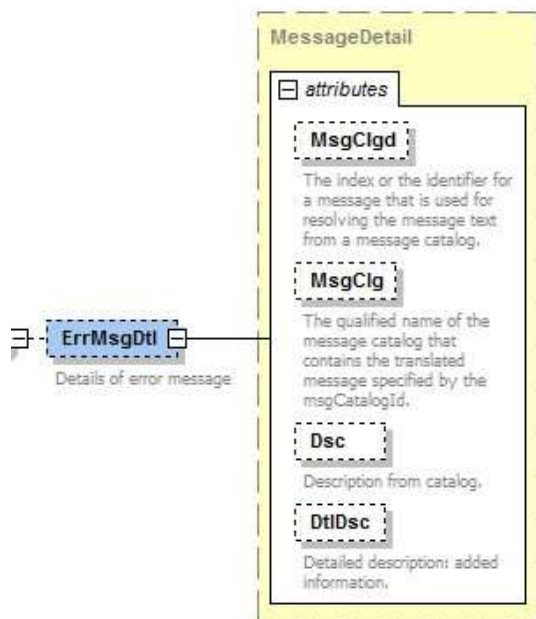 MessageDetail
attributes
MsgClgd
The index or the identifier for
a message that is used for
resolving the message text
from a message catalog.
MsgClg
The qualified name of the
message catalog that
contains the translated
message specified by the
msgCatalogId.
ErrMsgDtl
Details of error message
Dsc
Description from catalog.
DtlDsc
Detailed description: added
information.